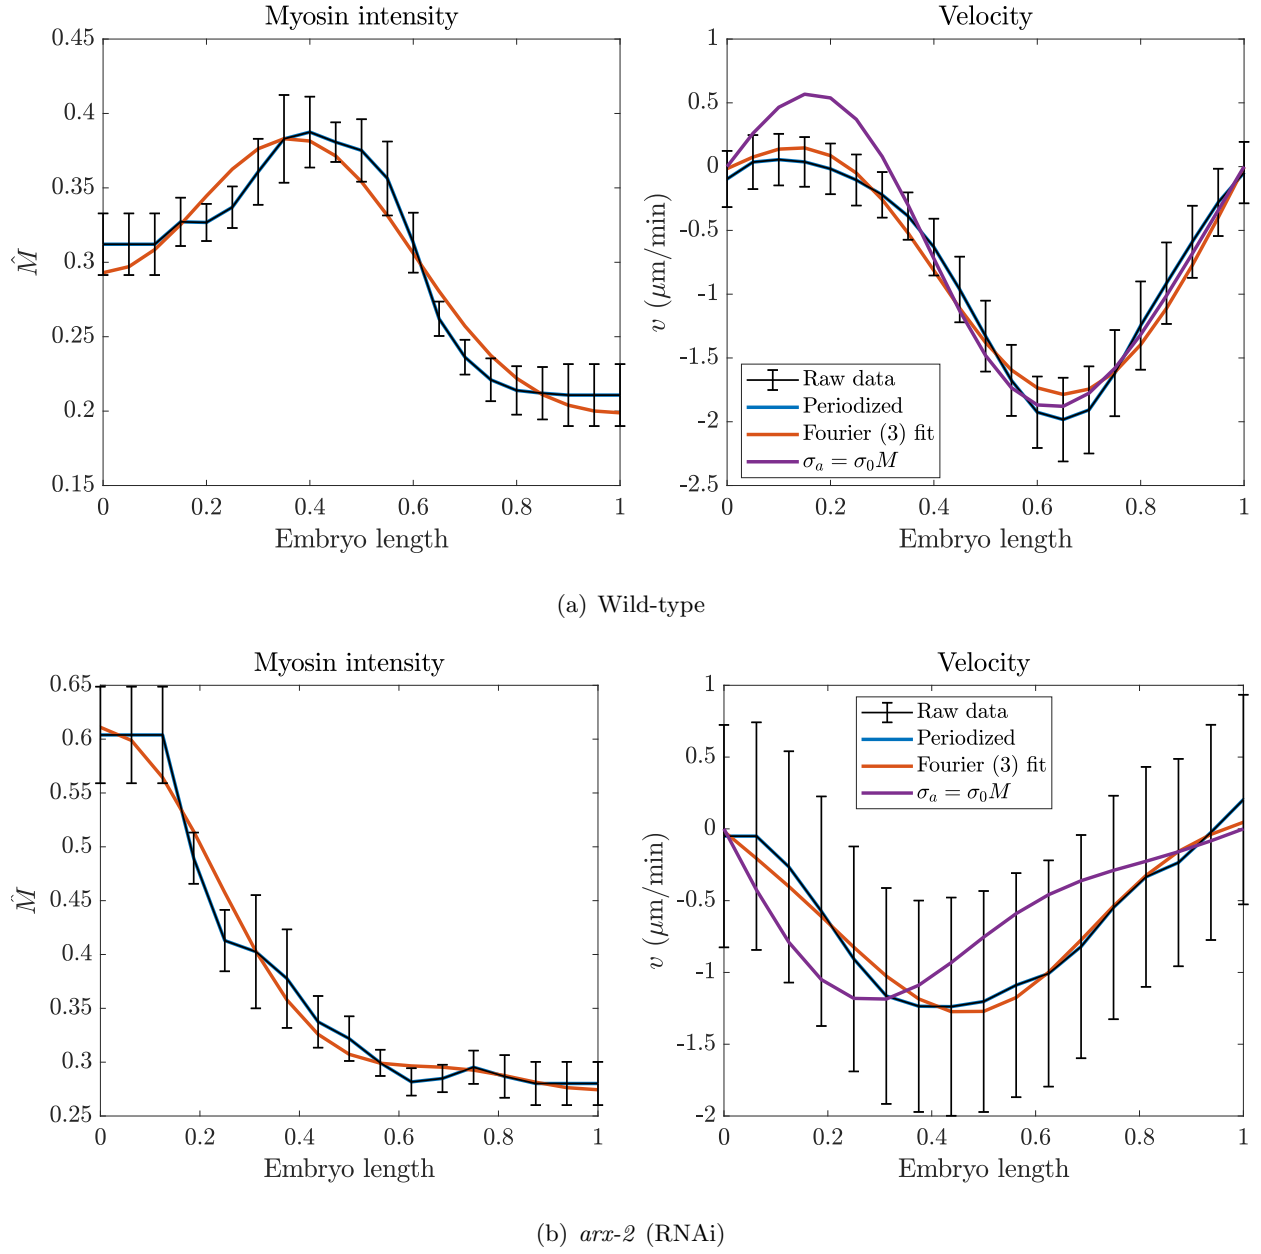 Myosin intensity
0.45
0.4
0.35
0.3
0.25
0.2
0.15
M̂
0 0.2 0.4 0.6 0.8 1
Embryo length
Velocity
1
0.5
0
-0.5
-1
-1.5
-2
-2.5
v (μm/min)
Raw data
Periodized
Fourier (3) fit
σₐ = σ₀M
0 0.2 0.4 0.6 0.8 1
Embryo length
(a) Wild-type
Myosin intensity
0.65
0.6
0.55
0.5
0.45
0.4
0.35
0.3
0.25
M̂
0 0.2 0.4 0.6 0.8 1
Embryo length
Velocity
1
0.5
0
-0.5
-1
-1.5
-2
v (μm/min)
Raw data
Periodized
Fourier (3) fit
σₐ = σ₀M
0 0.2 0.4 0.6 0.8 1
Embryo length
(b) arx-2 (RNAi)